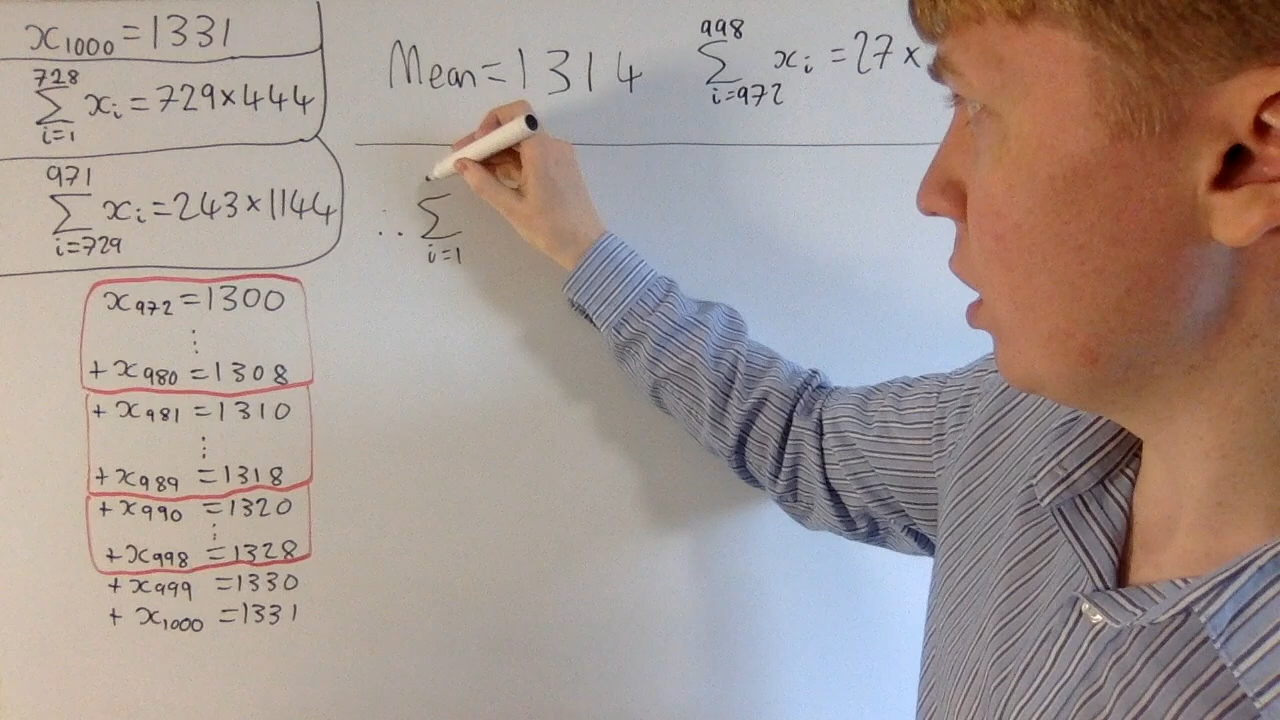 x₁₀₀₀ = 1331
728
∑ xᵢ = 729×444
i=1
971
∑ xᵢ = 243×1144
i=729
x₉₇₂ = 1300
⋮
+ x₉₈₀ = 1308
+ x₉₈₁ = 1310
⋮
+ x₉₈₉ = 1318
+ x₉₉₀ = 1320
⋮
+ x₉₉₈ = 1328
+ x₉₉₉ = 1330
+ x₁₀₀₀ = 1331
Mean = 1314
998
∑ xᵢ = 27×
i=972
∴ ∑
i=1